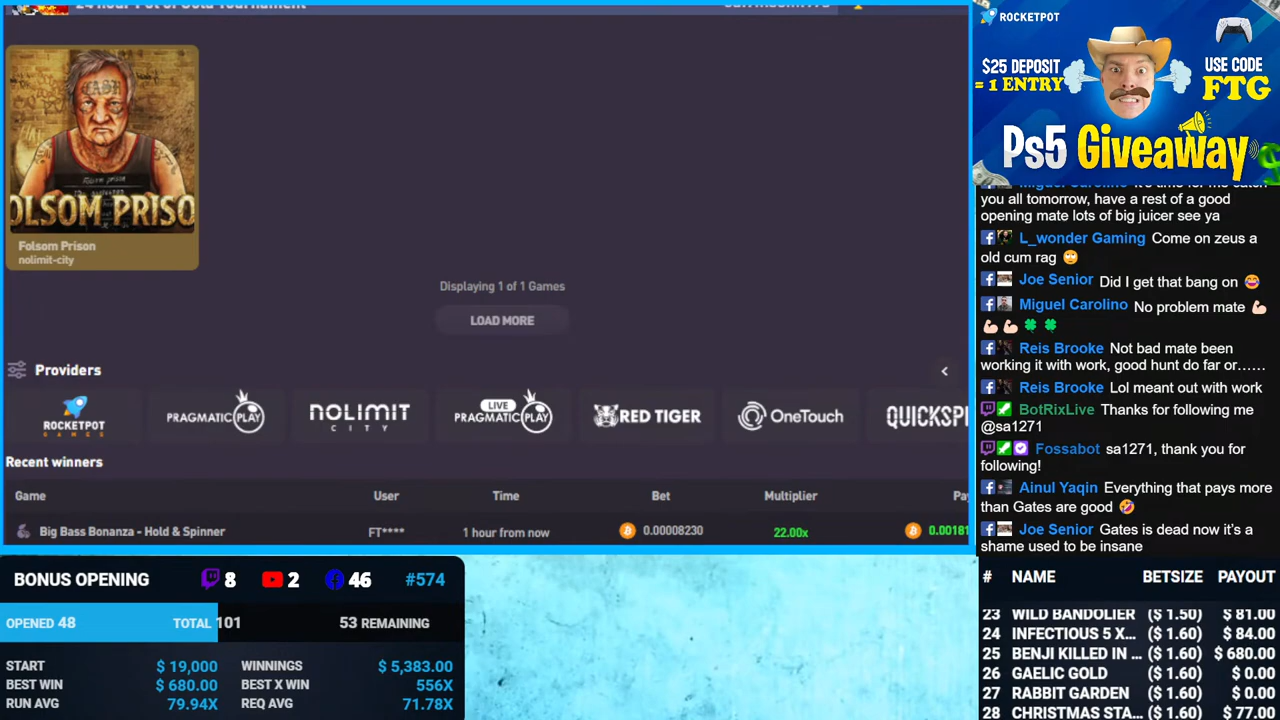 24 hour Pot of Gold Tournament
OLSOM PRISO
Folsom Prison
nolimit-city
Displaying 1 of 1 Games
LOAD MORE
Providers
ROCKETPOT
GAMES
PRAGMATIC PLAY
NOLIMIT
CITY
LIVE
PRAGMATIC PLAY
RED TIGER
OneTouch
QUICKSPI
Recent winners
Game User Time Bet Multiplier Pay
Big Bass Bonanza - Hold & Spinner FT**** 1 hour from now 0.00008230 22.00x 0.00181
BONUS OPENING 8 2 46 #574
OPENED 48 TOTAL 101 53 REMAINING
START $ 19,000 WINNINGS $ 5,383.00
BEST WIN $ 680.00 BEST X WIN 556X
RUN AVG 79.94X REQ AVG 71.78X
ROCKETPOT
$25 DEPOSIT
= 1 ENTRY
USE CODE
FTG
Ps5 Giveaway
you all tomorrow, have a rest of a good
opening mate lots of big juicer see ya
L_wonder Gaming Come on zeus a
old cum rag 🙄
Joe Senior Did I get that bang on 😂
Miguel Carolino No problem mate 💪🏻
💪🏻💪🏻🍀🍀
Reis Brooke Not bad mate been
working it with work, good hunt do far or……
Reis Brooke Lol meant out with work
BotRixLive Thanks for following me
@sa1271
Fossabot sa1271, thank you for
following!
Ainul Yaqin Everything that pays more
than Gates are good 🤣
Joe Senior Gates is dead now it’s a
shame used to be insane
# NAME BETSIZE PAYOUT
23 WILD BANDOLIER ($ 1.50) $ 81.00
24 INFECTIOUS 5 X... ($ 1.60) $ 84.00
25 BENJI KILLED IN ... ($ 1.60) $ 680.00
26 GAELIC GOLD ($ 1.60) $ 0.00
27 RABBIT GARDEN ($ 1.60) $ 0.00
28 CHRISTMAS STA... ($ 1.60) $ 77.00